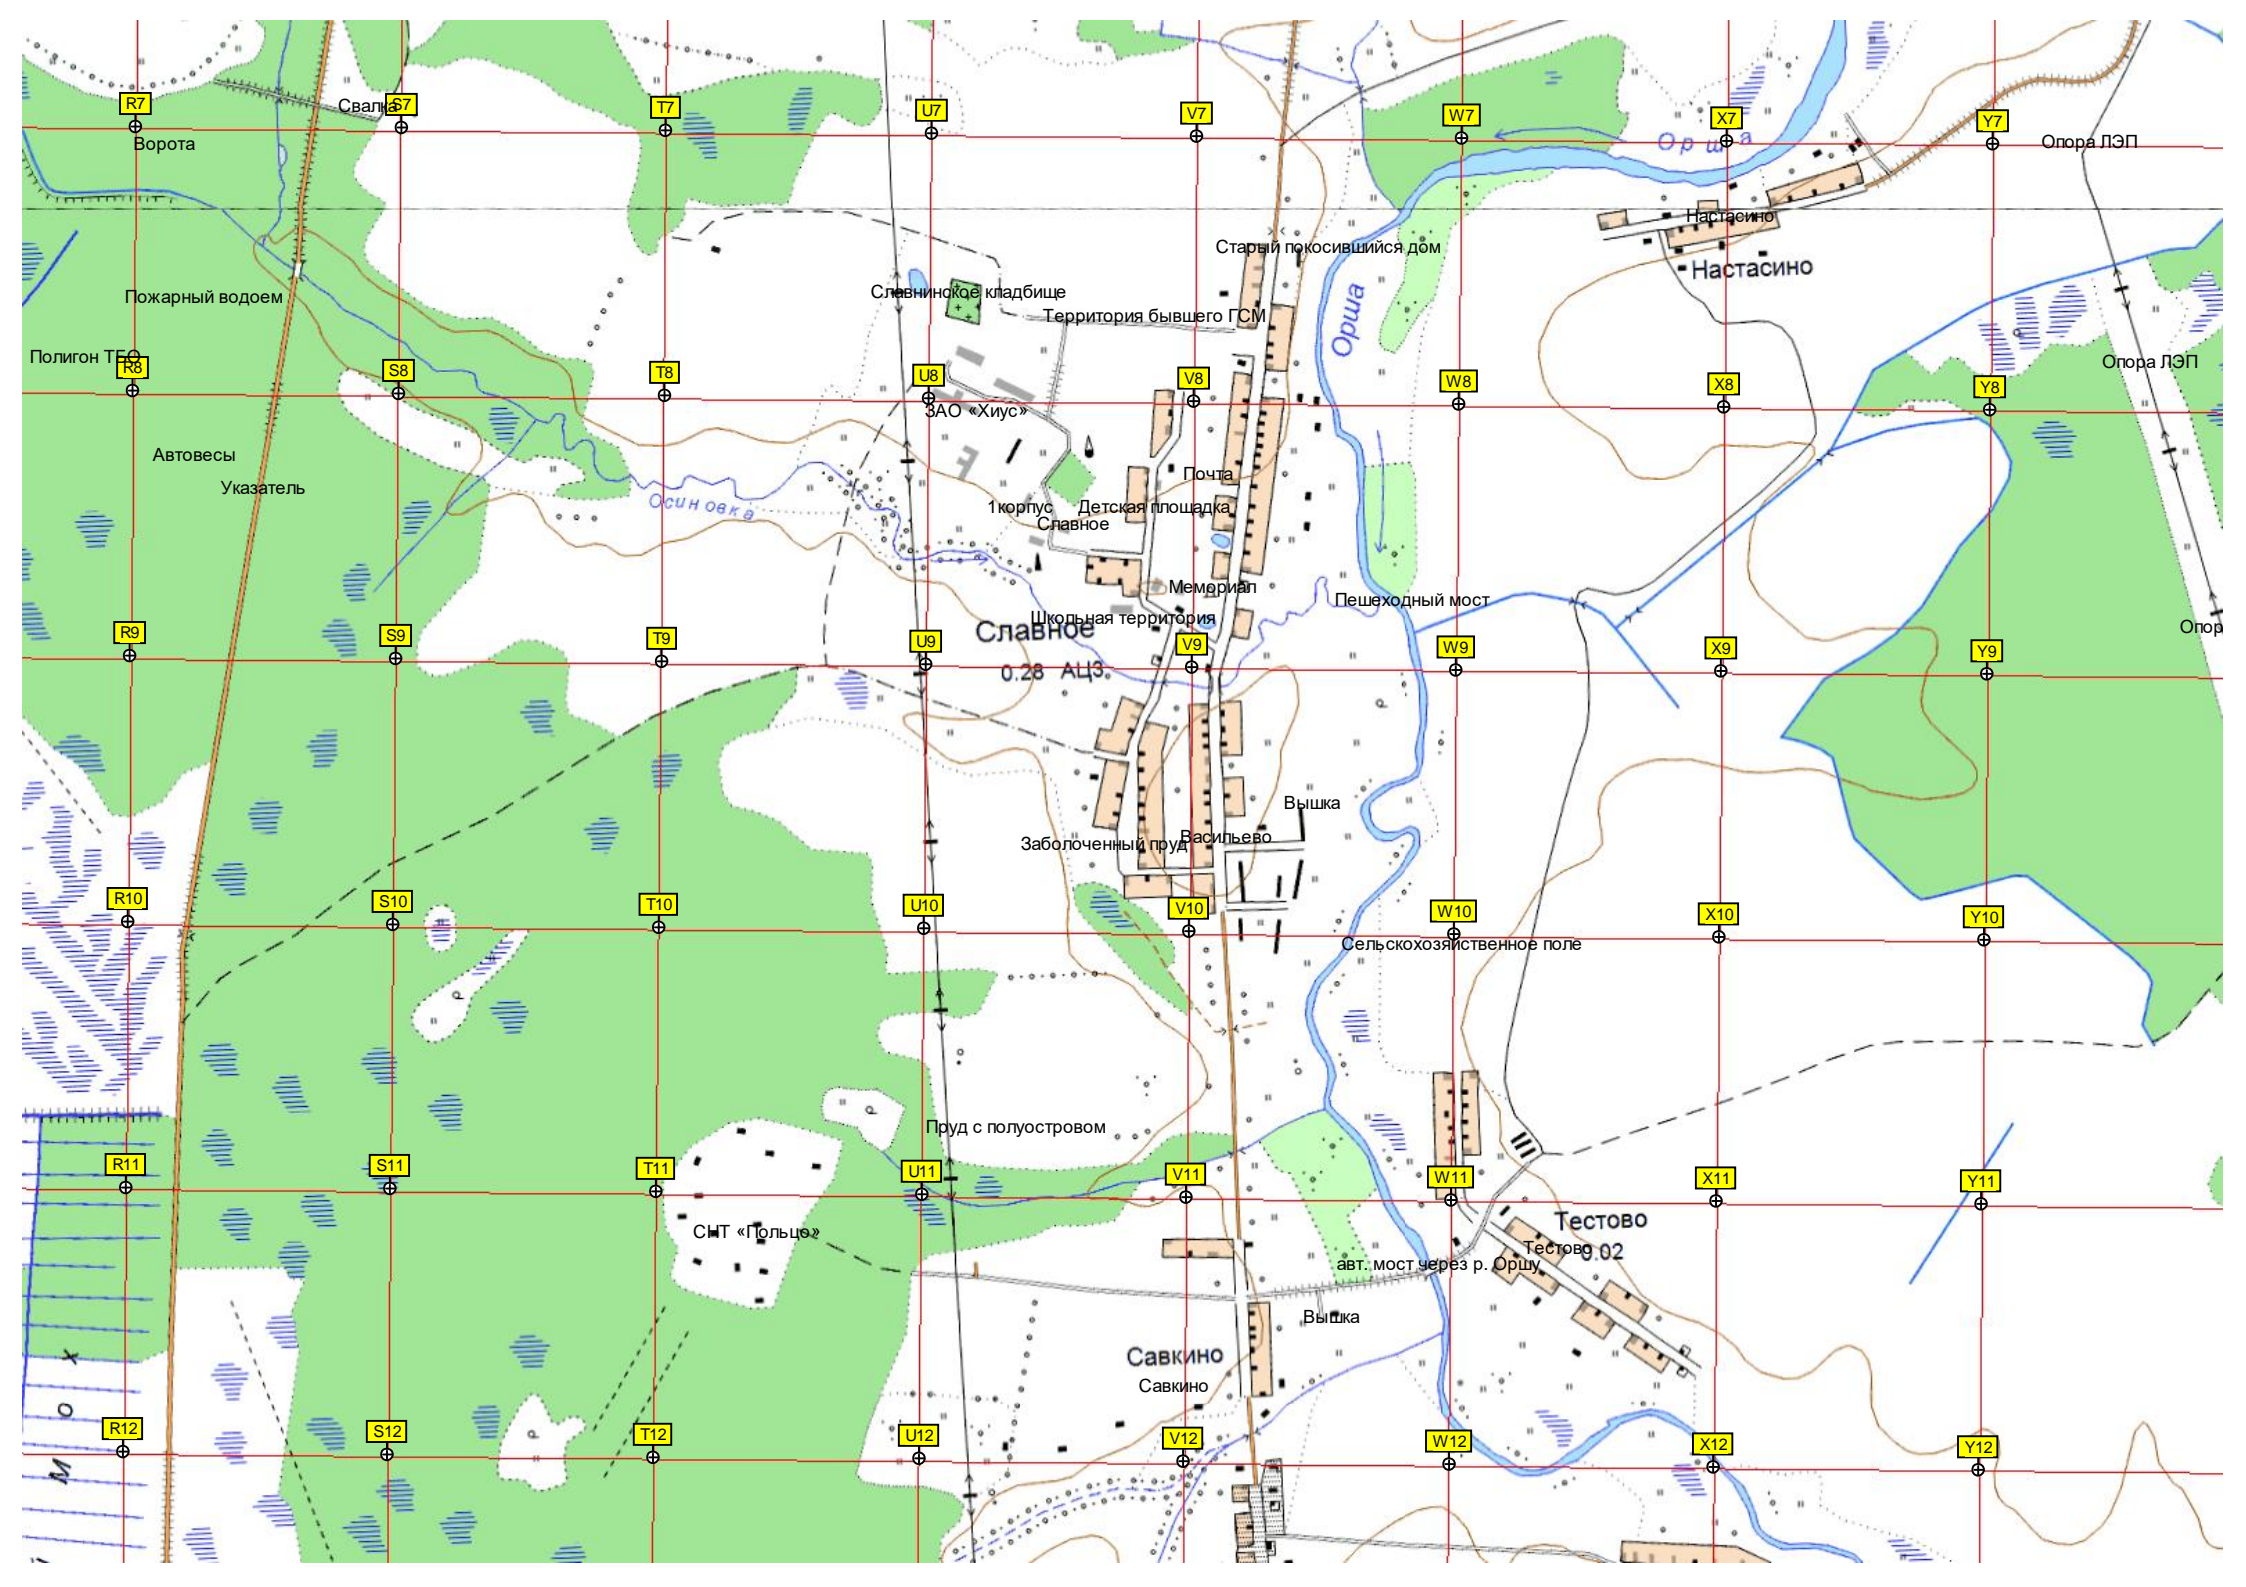 Свалка
R7
S7
T7
U7
V7
W7
X7
Y7
Ворота
Орша
Опора ЛЭП
Настасино
Старый покосившийся дом
Настасино
Славнинское кладбище
Пожарный водоем
Территория бывшего ГСМ
Орша
Полигон ТБО
Опора ЛЭП
R8
S8
T8
U8
V8
W8
X8
Y8
ЗАО «Хиус»
Автовесы
Почта
Указатель
Осиновка
1корпус
Детская площадка
Славное
Мемориал
Пешеходный мост
Школьная территория
Славное
Опор
R9
S9
T9
U9
V9
W9
X9
Y9
0.28 АЦЗ
Вышка
Васильево
Заболоченный пруд
R10
S10
T10
U10
V10
W10
X10
Y10
Сельскохозяйственное поле
Пруд с полуостровом
R11
S11
T11
U11
V11
W11
X11
Y11
Тестово
СНТ «Польцо»
Тестово
0.02
авт. мост через р. Оршу
Вышка
Савкино
Савкино
М о х
R12
S12
T12
U12
V12
W12
X12
Y12